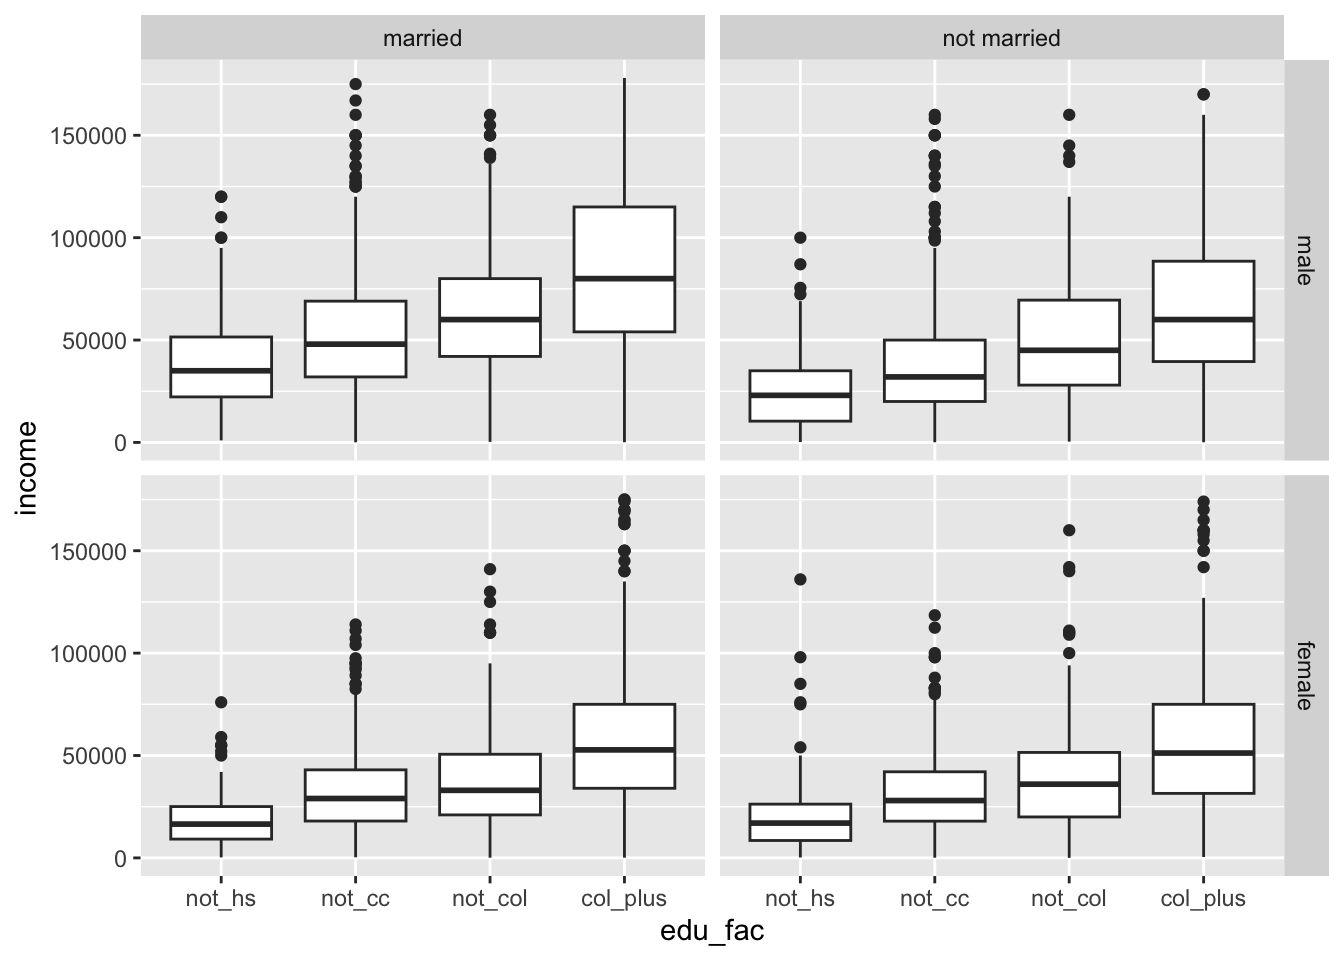 married
not married
150000
100000
50000
0
male
income
150000
100000
50000
0
female
not_hs
not_cc
not_col
col_plus
not_hs
not_cc
not_col
col_plus
edu_fac